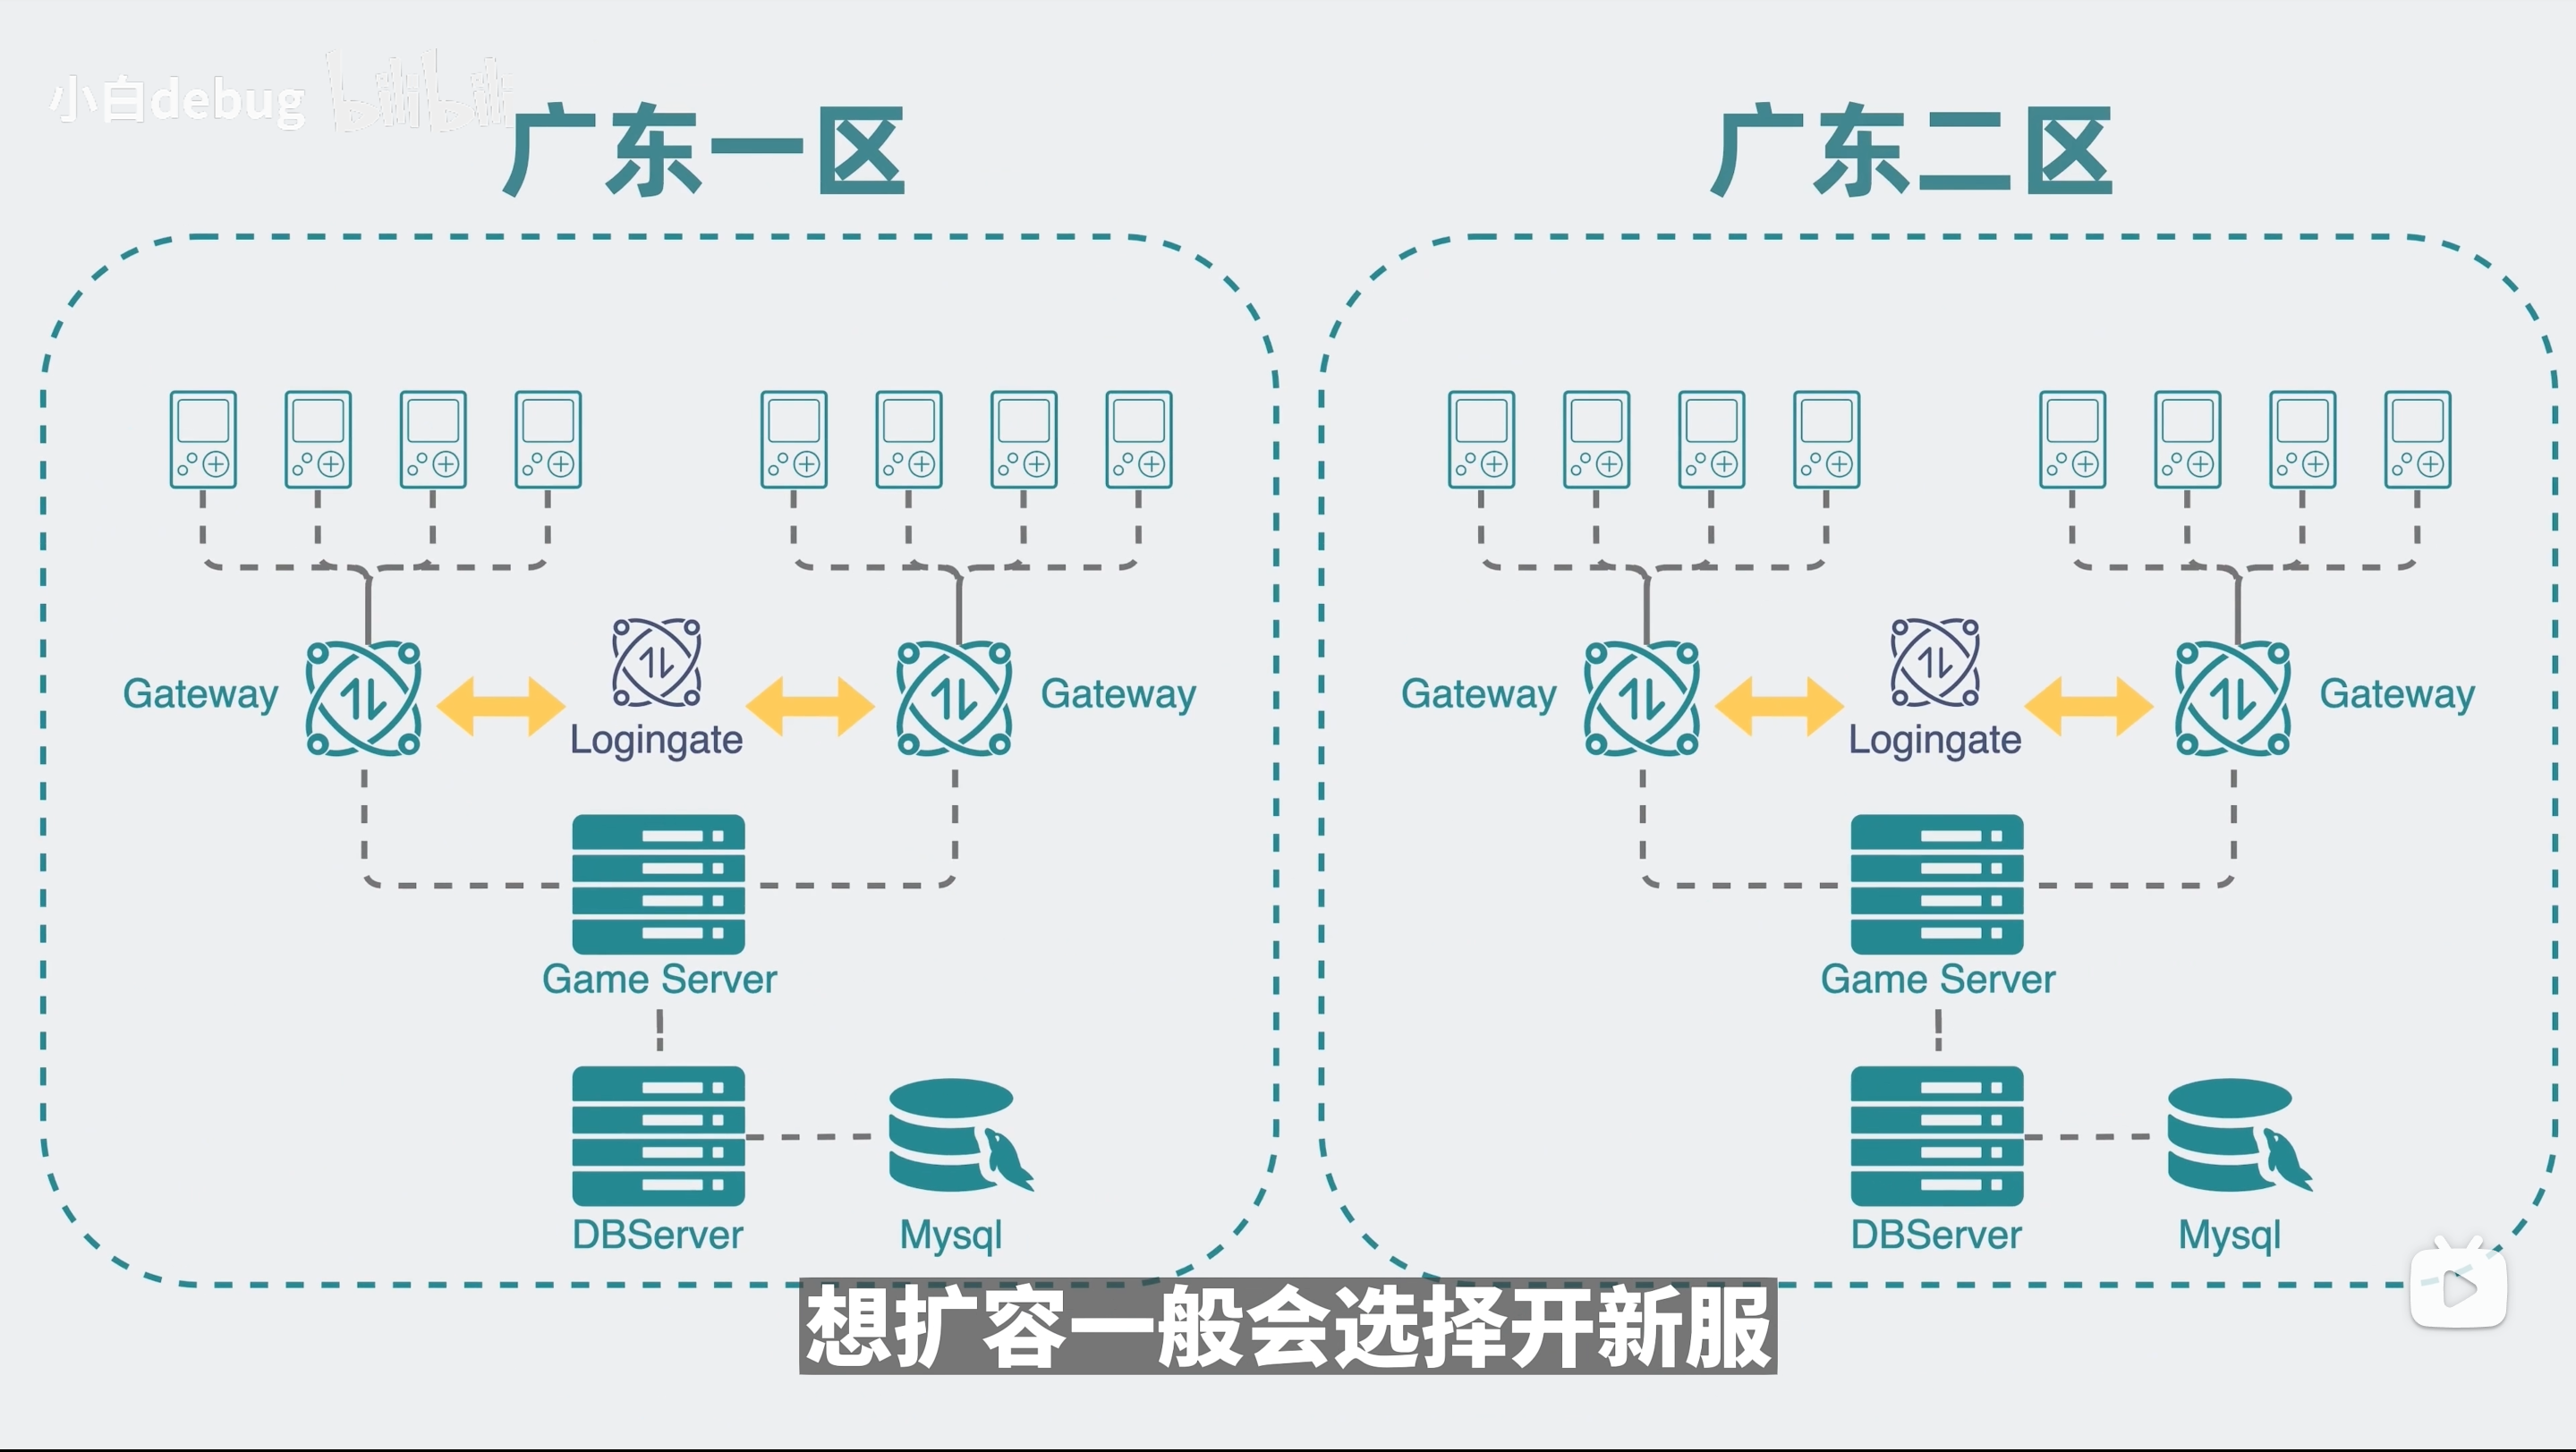 小白debug bilibili
广东一区
广东二区
Gateway
Logingate
Gateway
Gateway
Logingate
Gateway
Game Server
Game Server
DBServer
Mysql
DBServer
Mysql
想扩容一般会选择开新服